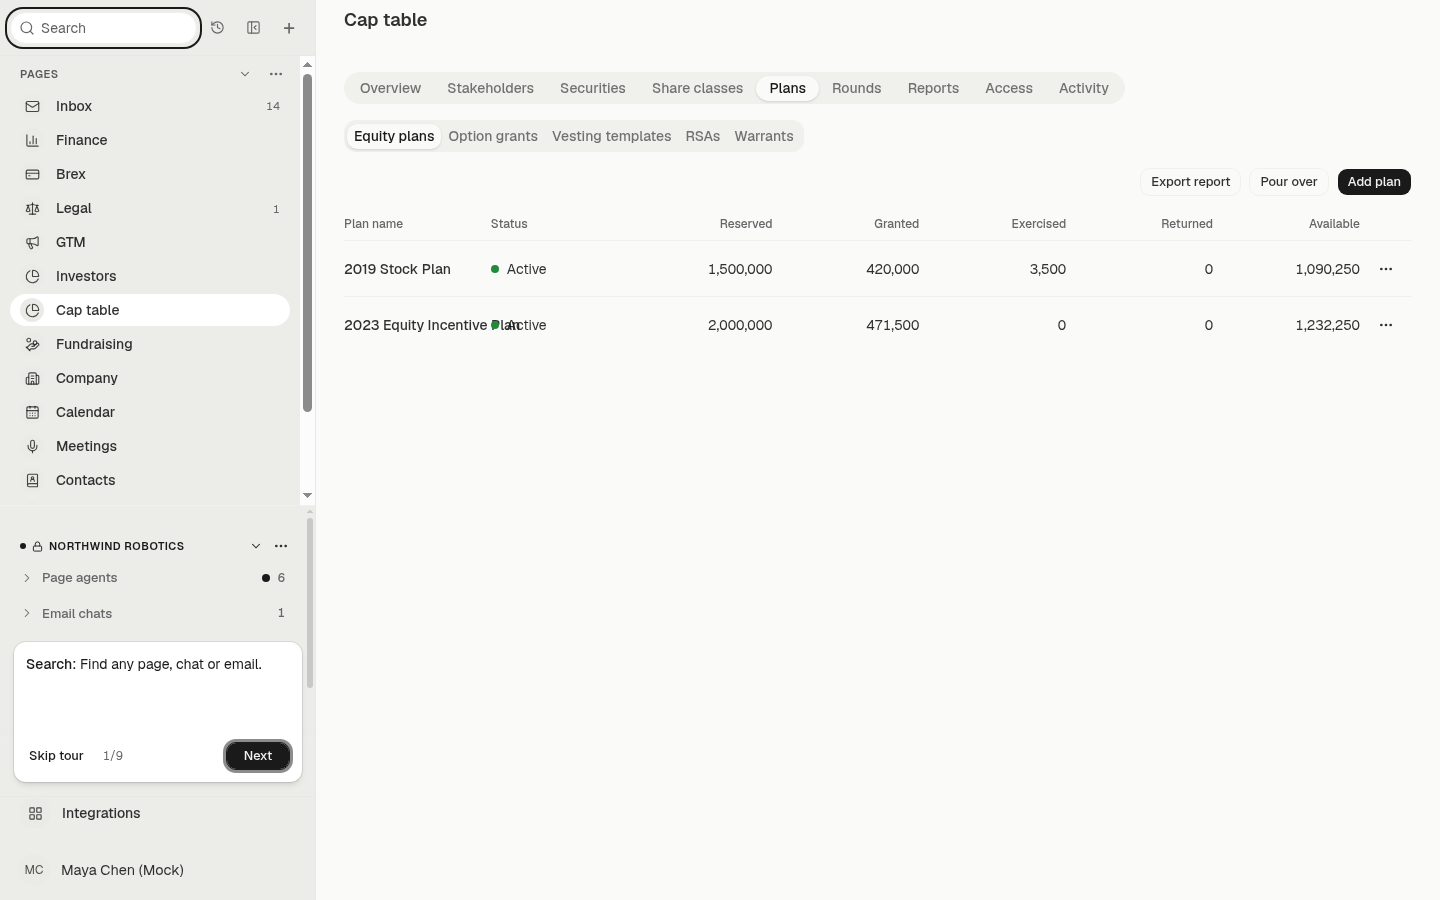 Search
Cap table
PAGES
Inbox 14
Finance
Brex
Legal 1
GTM
Investors
Cap table
Fundraising
Company
Calendar
Meetings
Contacts
NORTHWIND ROBOTICS
Page agents 6
Email chats 1
Search: Find any page, chat or email.
Skip tour 1/9 Next
Integrations
MC Maya Chen (Mock)
Overview Stakeholders Securities Share classes Plans Rounds Reports Access Activity
Equity plans Option grants Vesting templates RSAs Warrants
Export report Pour over Add plan
Plan name Status Reserved Granted Exercised Returned Available
2019 Stock Plan Active 1,500,000 420,000 3,500 0 1,090,250
2023 Equity Incentive Plan Active 2,000,000 471,500 0 0 1,232,250